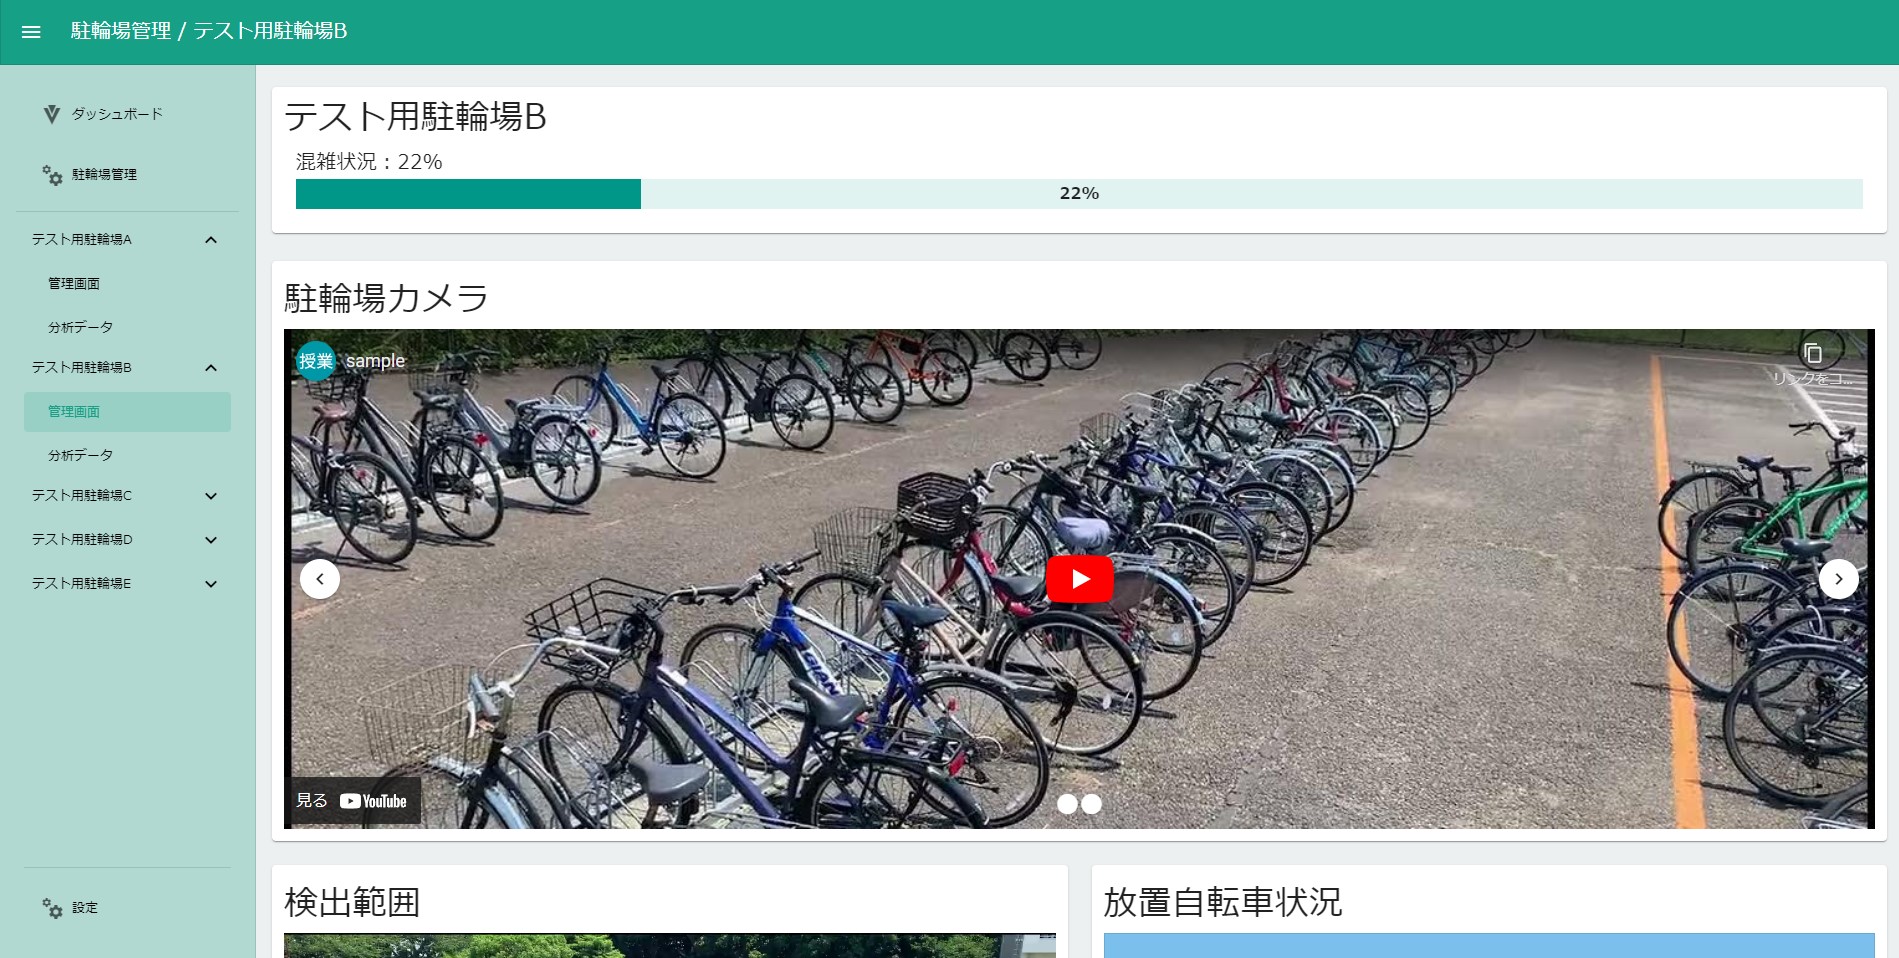 駐輪場管理 / テスト用駐輪場B
ダッシュボード
駐輪場管理
テスト用駐輪場A
管理画面
分析データ
テスト用駐輪場B
管理画面
分析データ
テスト用駐輪場C
テスト用駐輪場D
テスト用駐輪場E
設定
テスト用駐輪場B
混雑状況：22%
22%
駐輪場カメラ
授業 sample
リンクをコ...
GIANT
見る YouTube
検出範囲
放置自転車状況